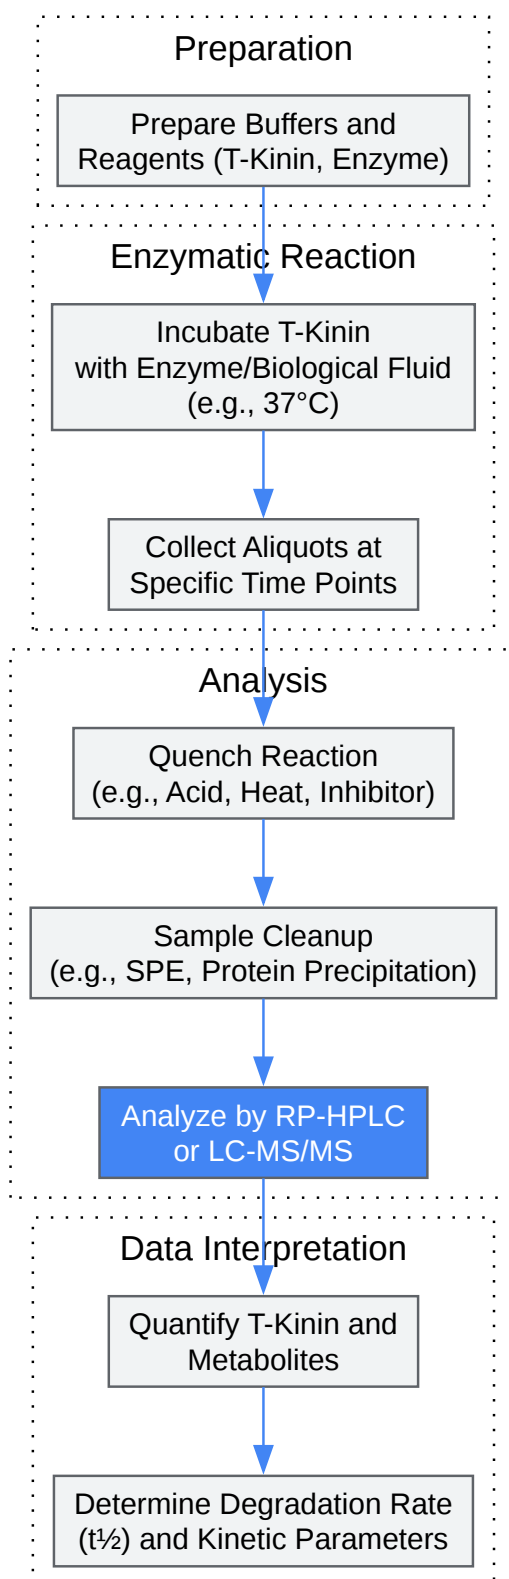 Preparation
Prepare Buffers and
Reagents (T-Kinin, Enzyme)
Enzymatic Reaction
Incubate T-Kinin
with Enzyme/Biological Fluid
(e.g., 37°C)
Collect Aliquots at
Specific Time Points
Analysis
Quench Reaction
(e.g., Acid, Heat, Inhibitor)
Sample Cleanup
(e.g., SPE, Protein Precipitation)
Analyze by RP-HPLC
or LC-MS/MS
Data Interpretation
Quantify T-Kinin and
Metabolites
Determine Degradation Rate
(t½) and Kinetic Parameters